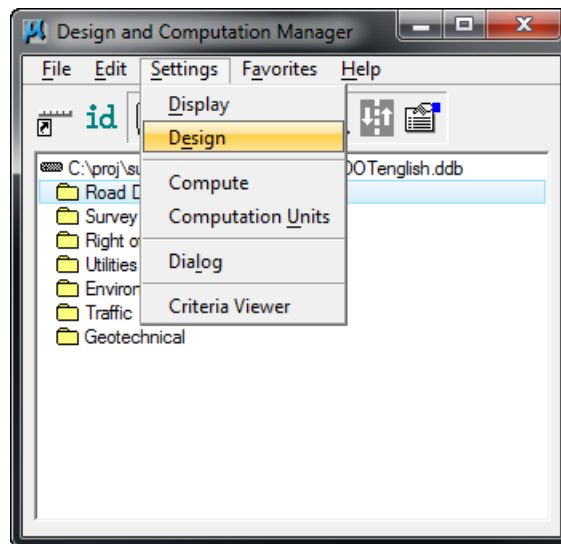 Design and Computation Manager
File Edit Settings Favorites Help
id
Display
Design
Compute
Computation Units
Dialog
Criteria Viewer
C:\proj\su OOTenglish.ddb
Road D
Survey
Right o
Utilities
Environ
Traffic
Geotechnical